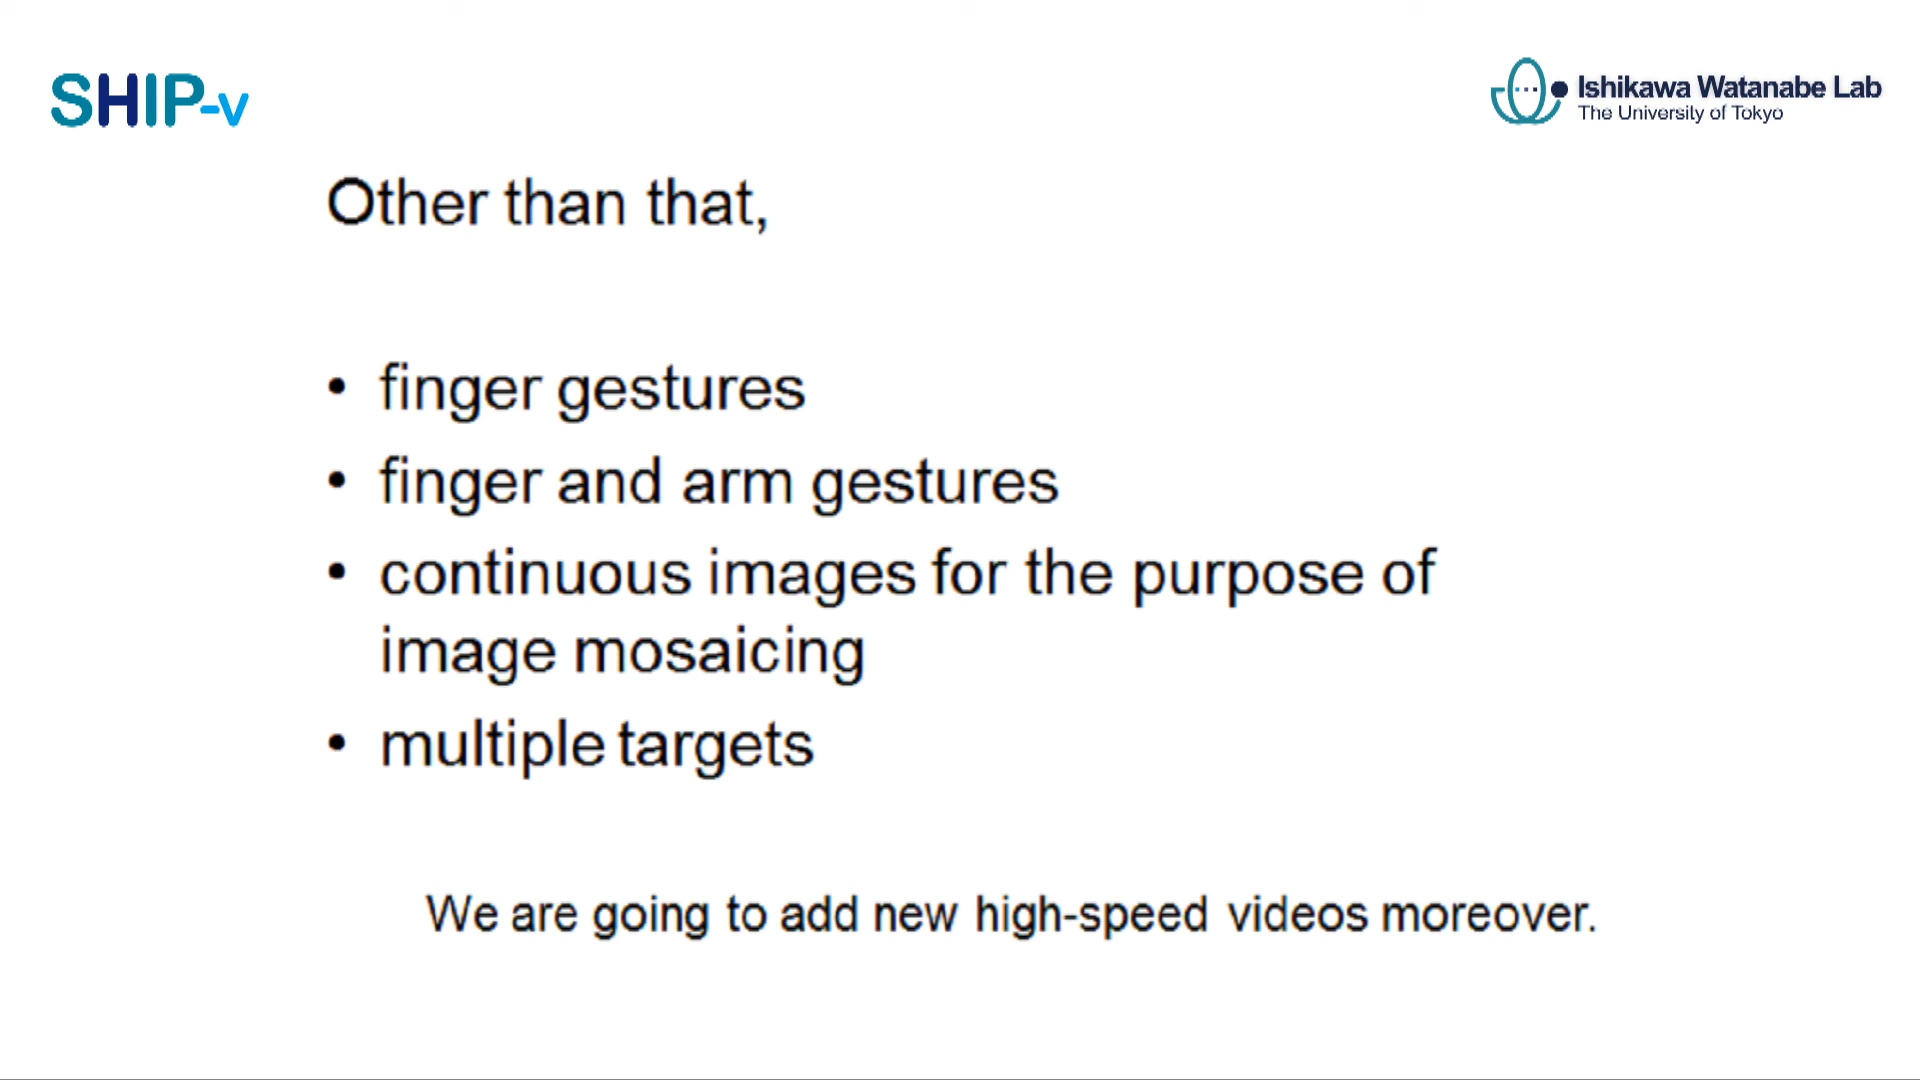 SHIP-v
Ishikawa Watanabe Lab
The University of Tokyo
Other than that,
• finger gestures
• finger and arm gestures
• continuous images for the purpose of
image mosaicing
• multiple targets
We are going to add new high-speed videos moreover.